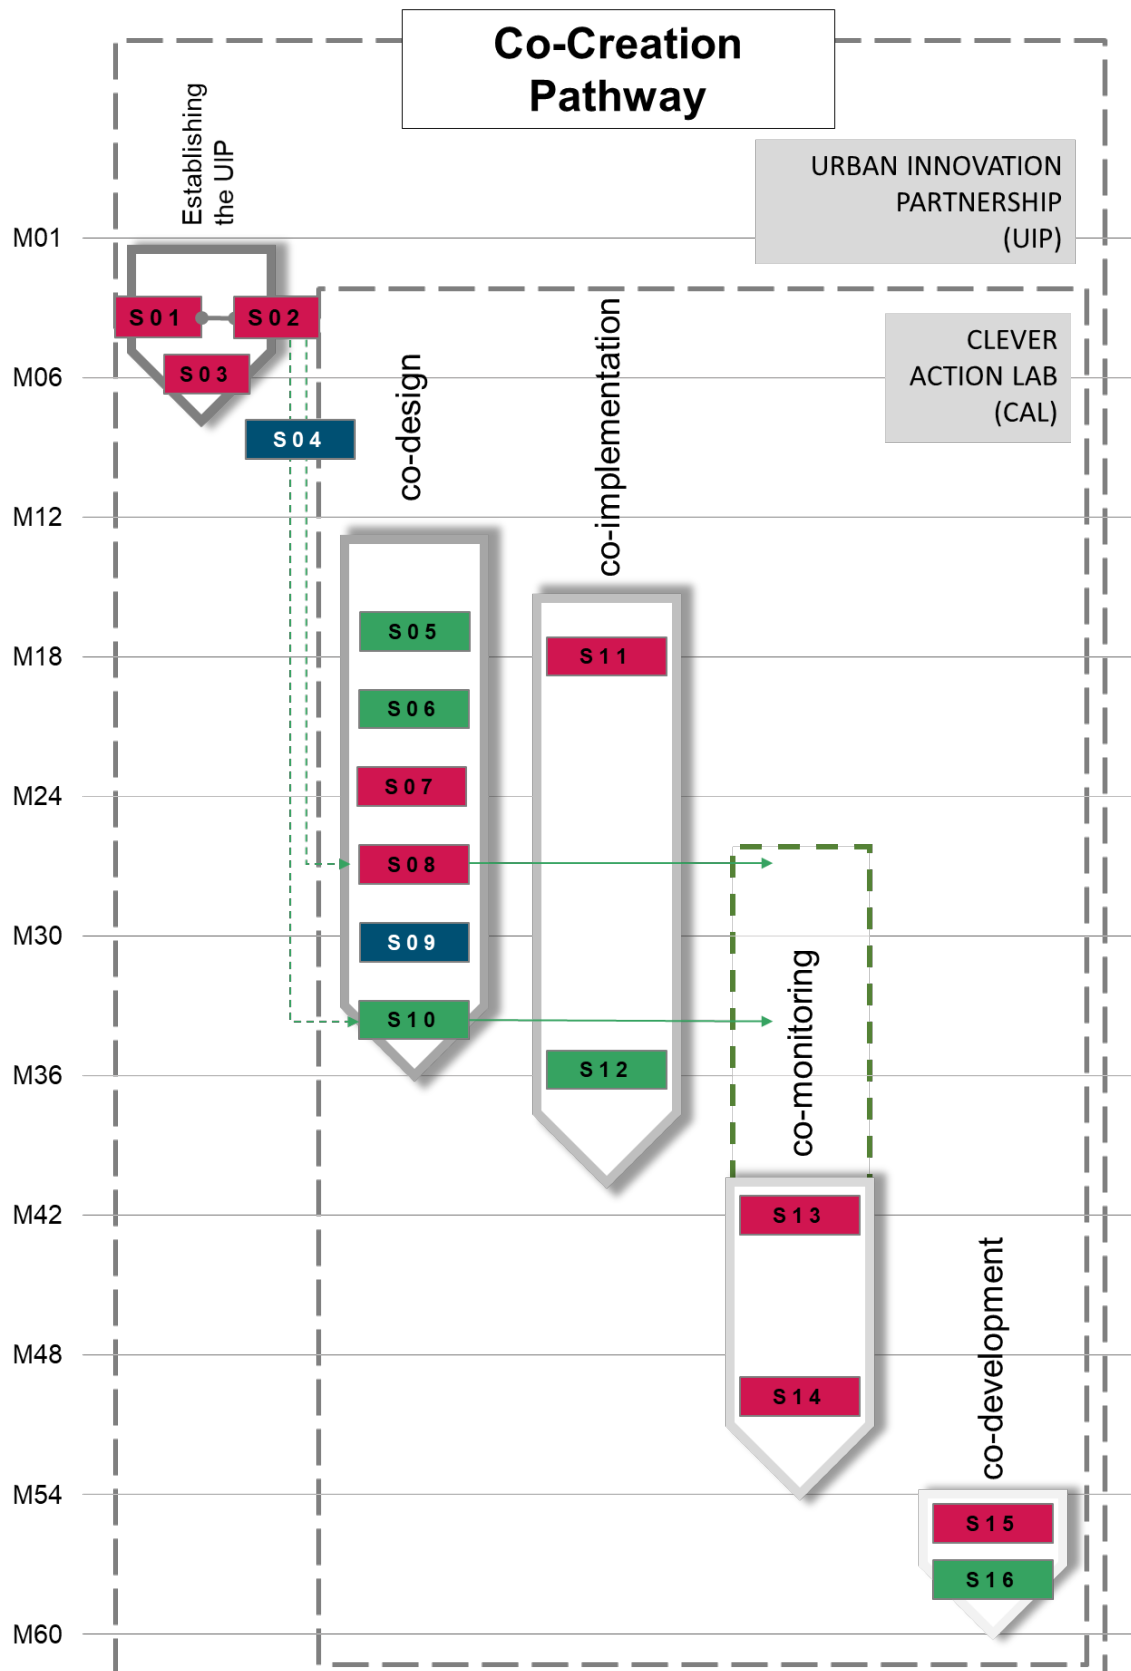 Co-Creation
Pathway
Establishing
the UIP
URBAN INNOVATION
PARTNERSHIP
(UIP)
M01
S01
S02
CLEVER
ACTION LAB
(CAL)
S03
M06
co-design
co-implementation
S04
M12
S05
M18
S11
S06
S07
M24
S08
S09
M30
co-monitoring
S10
S12
M36
S13
M42
co-development
M48
S14
M54
S15
S16
M60